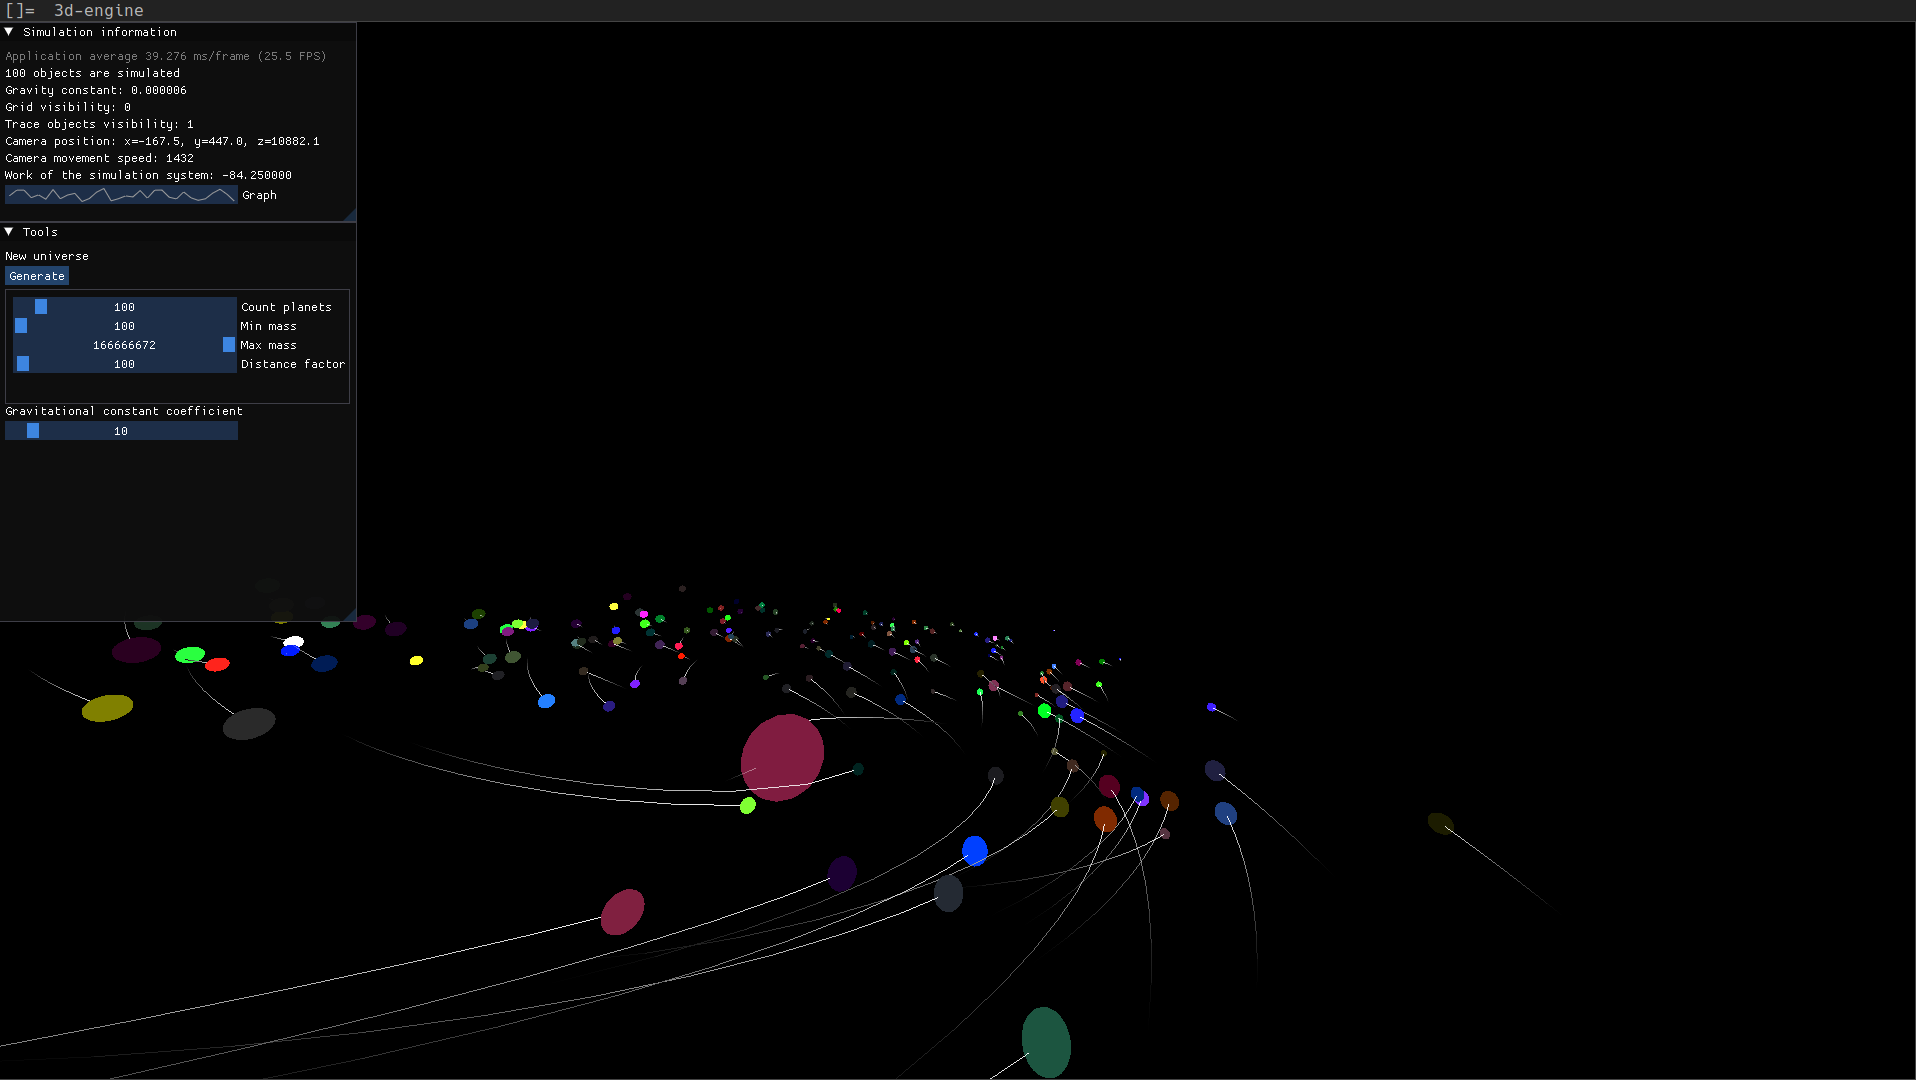 []= 3d-engine
Simulation information
Application average 39.276 ms/frame (25.5 FPS)
100 objects are simulated
Gravity constant: 0.000006
Grid visibility: 0
Trace objects visibility: 1
Camera position: x=-167.5, y=447.0, z=10882.1
Camera movement speed: 1432
Work of the simulation system: -84.250000
Graph
Tools
New universe
Generate
100 Count planets
100 Min mass
166666672 Max mass
100 Distance factor
Gravitational constant coefficient
10